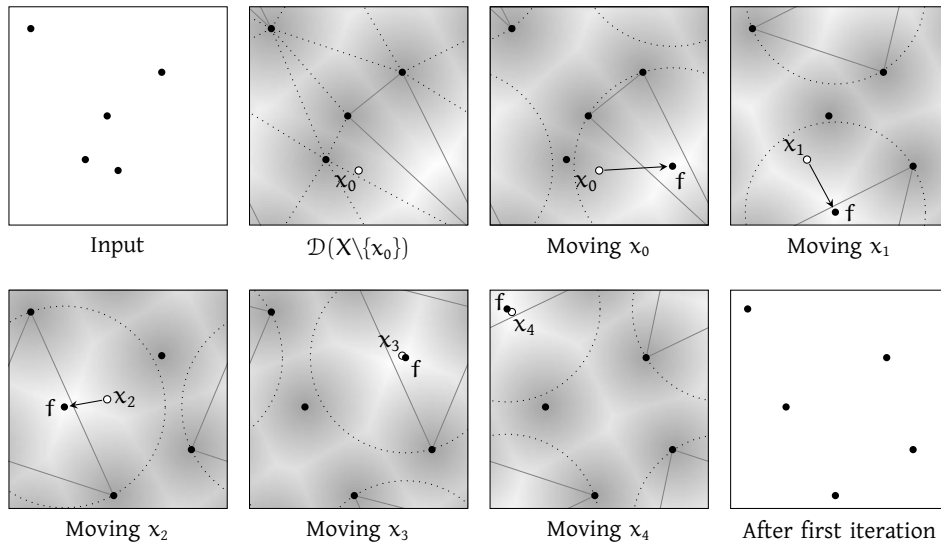 x₀
x₀
f
x₁
f
Input
𝒟(X\{x₀})
Moving x₀
Moving x₁
f
x₂
x₃
f
f
x₄
Moving x₂
Moving x₃
Moving x₄
After first iteration